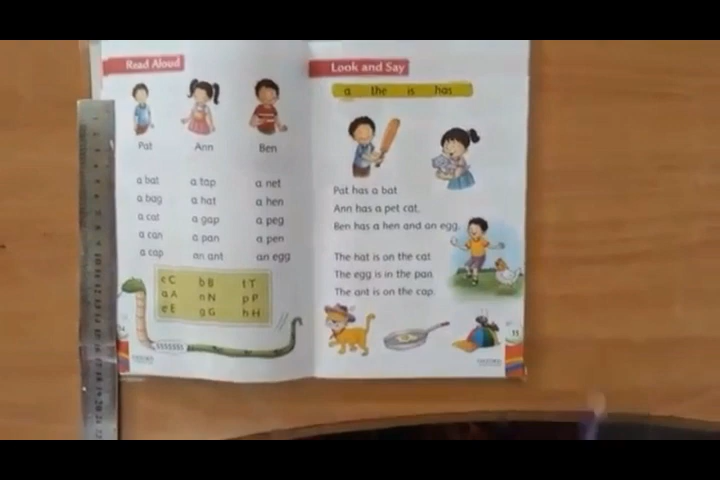 Read Aloud
Pat Ann Ben
a bat a tap a net
a bag a hat a hen
a cat a gap a peg
a can a pan a pen
a cap an ant an egg
cC bB tT
aA nN pP
eE gG hH
sssssss
Look and Say
a the is has
Pat has a bat
Ann has a pet cat.
Ben has a hen and an egg.
The hat is on the cat
The egg is in the pan
The ant is on the cap.
11